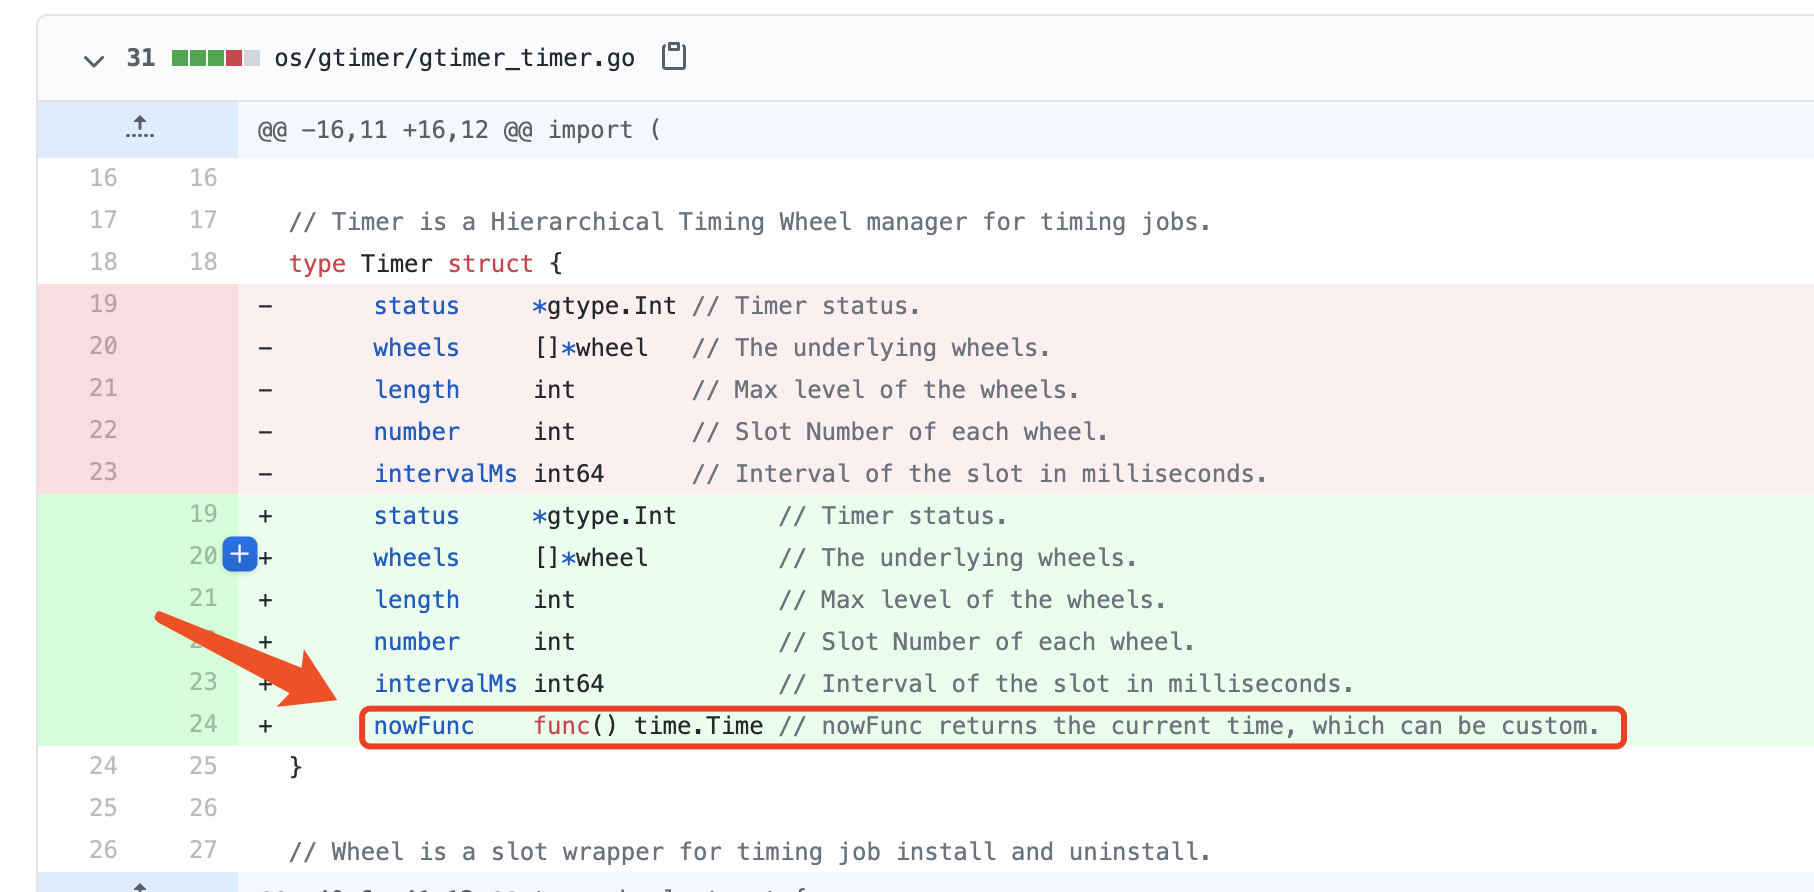 31 os/gtimer/gtimer_timer.go
@@ -16,11 +16,12 @@ import (
16 16
17 17 // Timer is a Hierarchical Timing Wheel manager for timing jobs.
18 18 type Timer struct {
19 - status *gtype.Int // Timer status.
20 - wheels []*wheel // The underlying wheels.
21 - length int // Max level of the wheels.
22 - number int // Slot Number of each wheel.
23 - intervalMs int64 // Interval of the slot in milliseconds.
19 + status *gtype.Int // Timer status.
20 + wheels []*wheel // The underlying wheels.
21 + length int // Max level of the wheels.
+ number int // Slot Number of each wheel.
23 + intervalMs int64 // Interval of the slot in milliseconds.
24 + nowFunc func() time.Time // nowFunc returns the current time, which can be custom.
24 25 }
25 26
26 27 // Wheel is a slot wrapper for timing job install and uninstall.